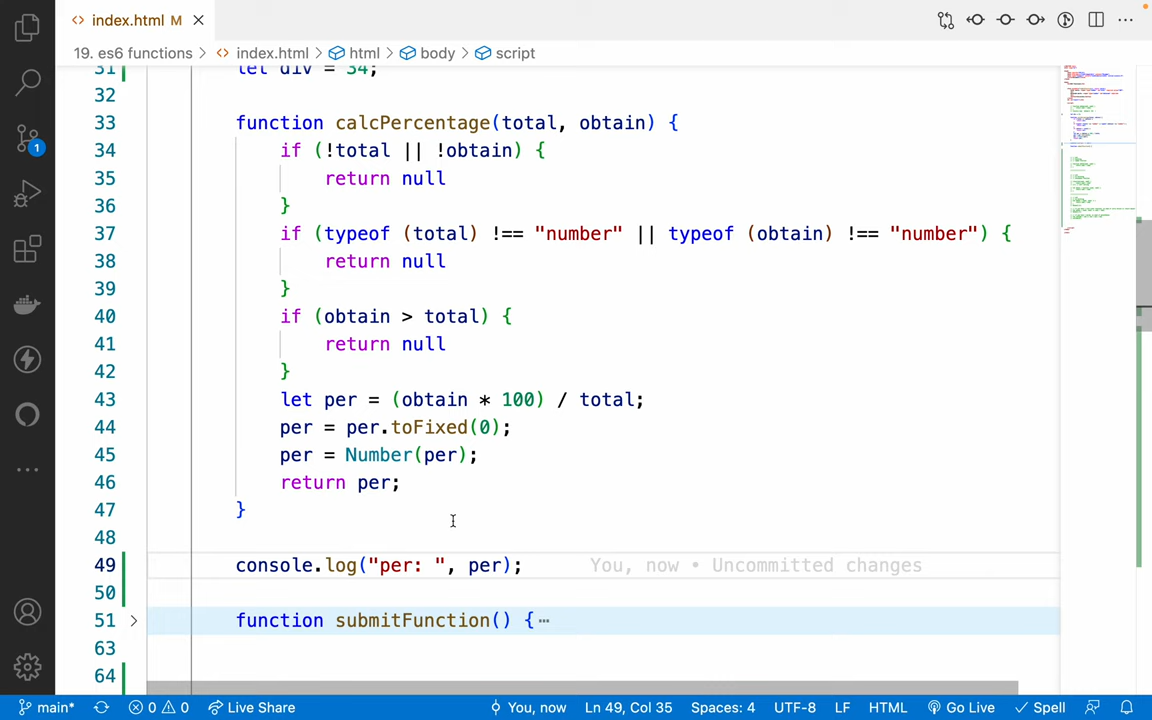 index.html M
19. es6 functions > index.html > html > body > script
31 let div = 34;
32
33 function calcPercentage(total, obtain) {
34 if (!total || !obtain) {
35 return null
36 }
37 if (typeof (total) !== "number" || typeof (obtain) !== "number") {
38 return null
39 }
40 if (obtain > total) {
41 return null
42 }
43 let per = (obtain * 100) / total;
44 per = per.toFixed(0);
45 per = Number(per);
46 return per;
47 }
48
49 console.log("per: ", per); You, now • Uncommitted changes
50
51 function submitFunction() {⋯
63
64
1
main* 0 0 Live Share You, now Ln 49, Col 35 Spaces: 4 UTF-8 LF HTML Go Live Spell